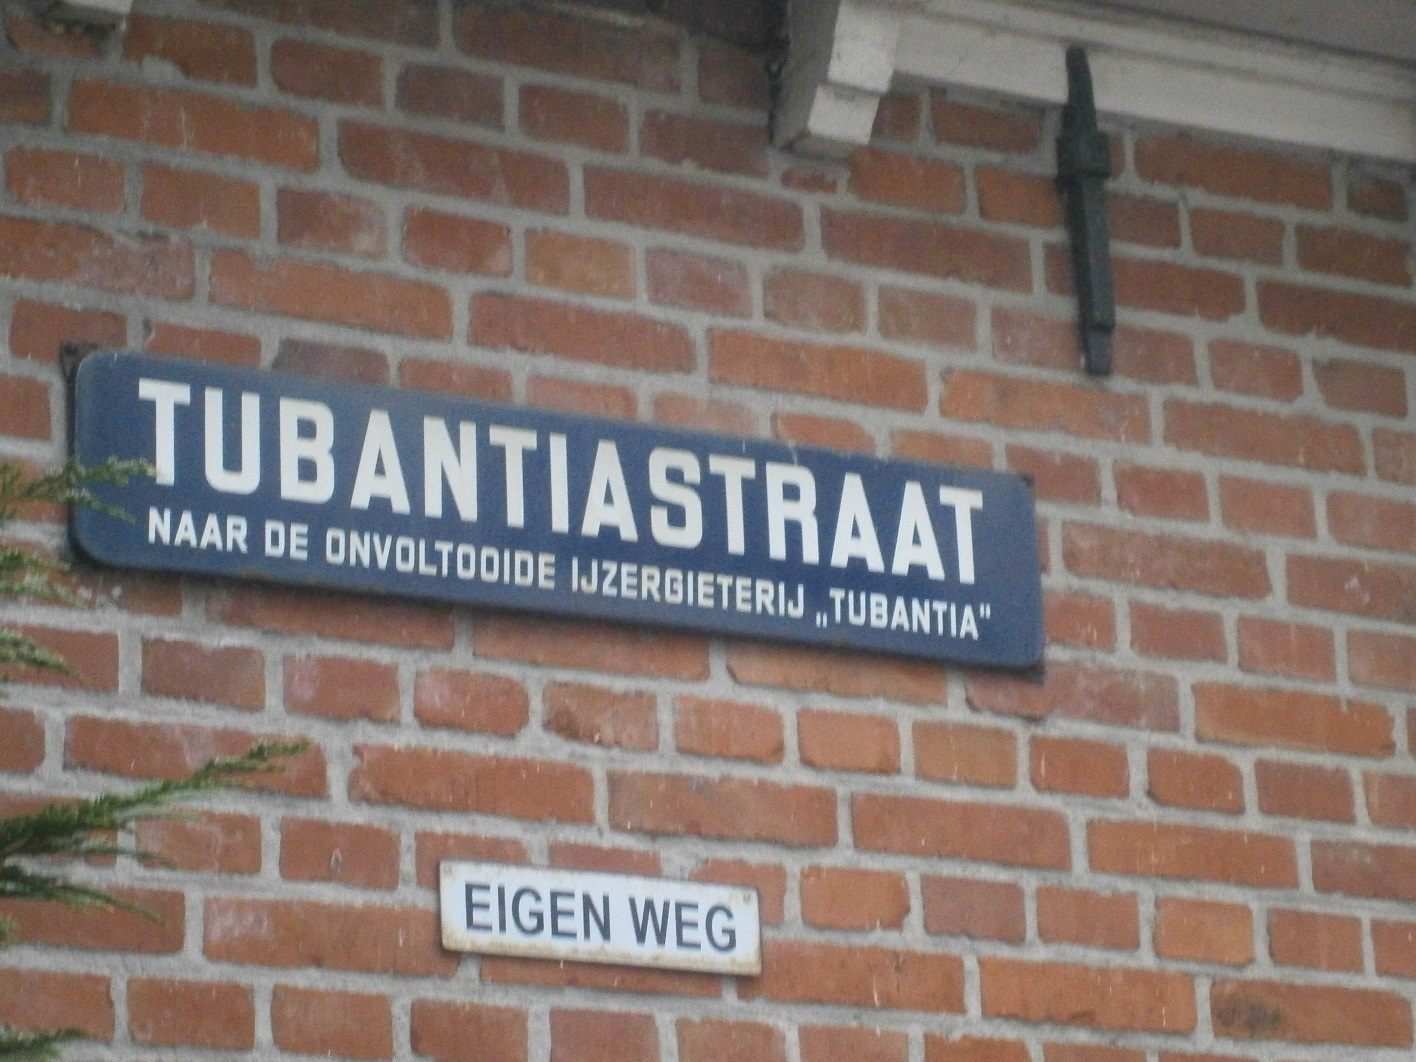 TUBANTIASTRAAT
NAAR DE ONVOLTOOIDE IJZERGIETERIJ „TUBANTIA"
EIGEN WEG